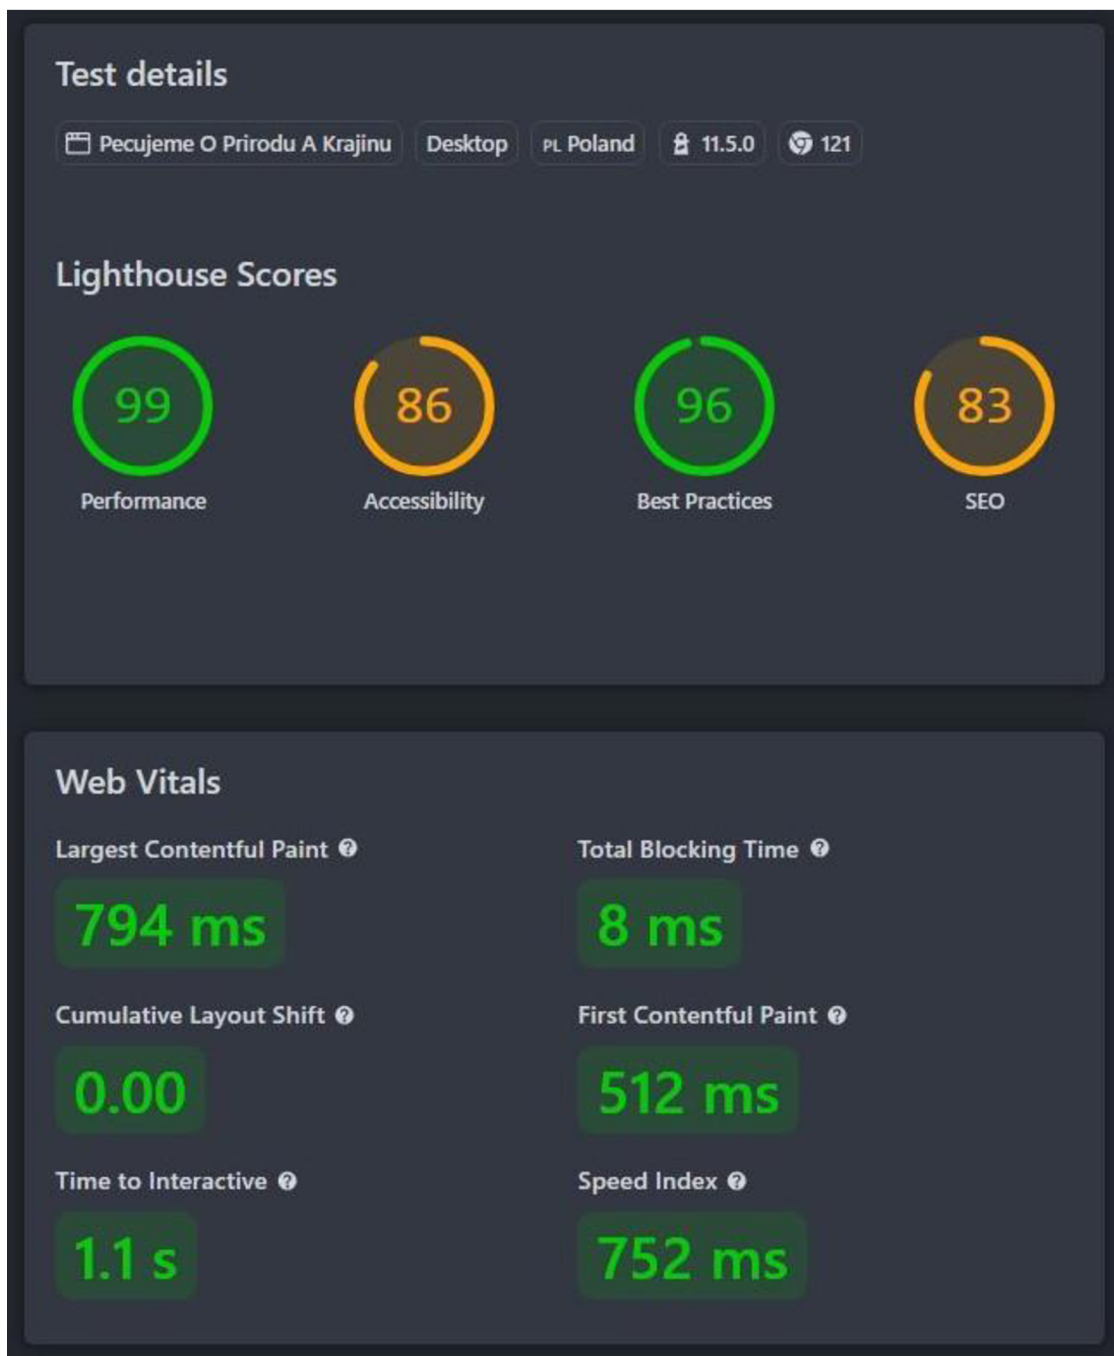 Test details
Pecujeme O Prirodu A Krajinu Desktop PL Poland 11.5.0 121
Lighthouse Scores
99 86 96 83
Performance Accessibility Best Practices SEO
Web Vitals
Largest Contentful Paint Total Blocking Time
794 ms 8 ms
Cumulative Layout Shift First Contentful Paint
0.00 512 ms
Time to Interactive Speed Index
1.1 s 752 ms